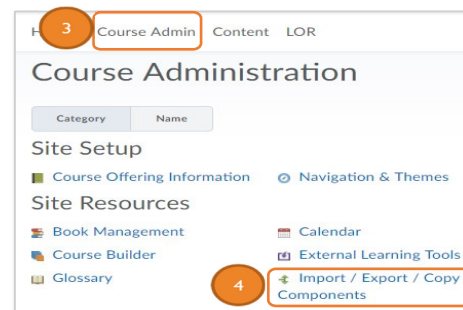 H 3 Course Admin Content LOR
Course Administration
Category Name
Site Setup
Course Offering Information Navigation & Themes
Site Resources
Book Management Calendar
Course Builder External Learning Tools
Glossary 4 Import / Export / Copy
Components